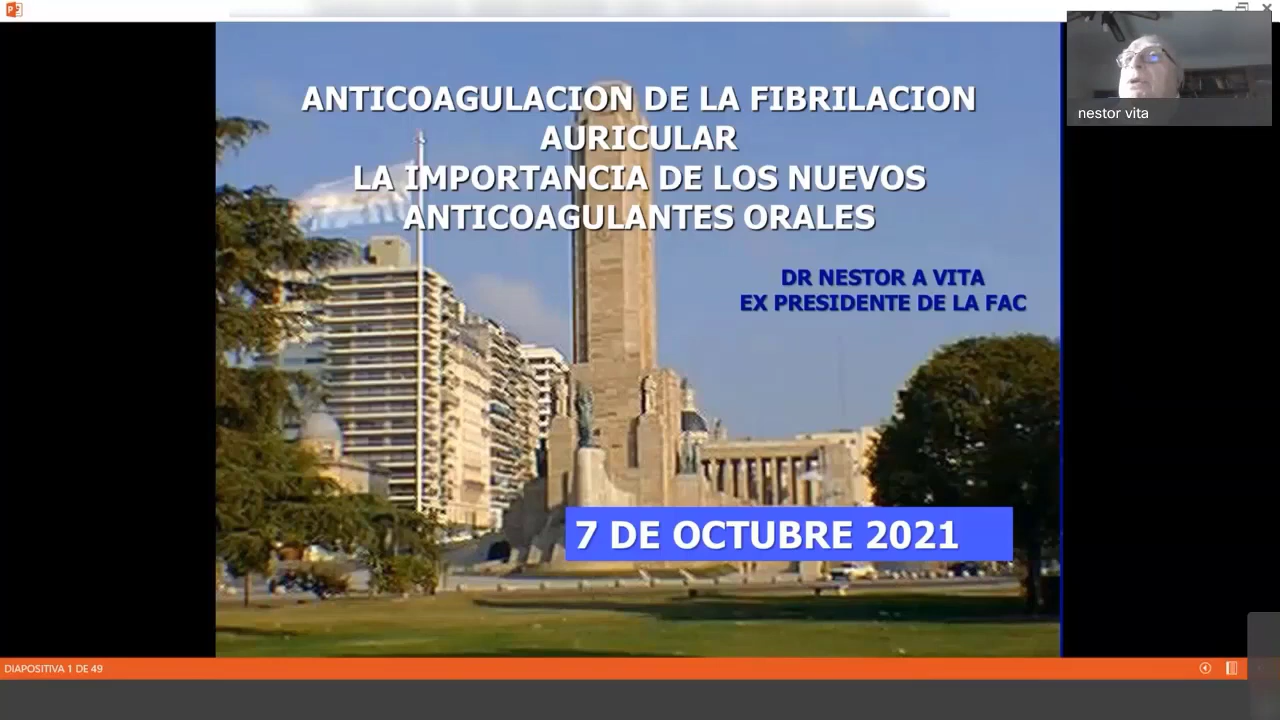 nestor vita
ANTICOAGULACION DE LA FIBRILACION
AURICULAR
LA IMPORTANCIA DE LOS NUEVOS
ANTICOAGULANTES ORALES
DR NESTOR A VITA
EX PRESIDENTE DE LA FAC
7 DE OCTUBRE 2021
DIAPOSITIVA 1 DE 49